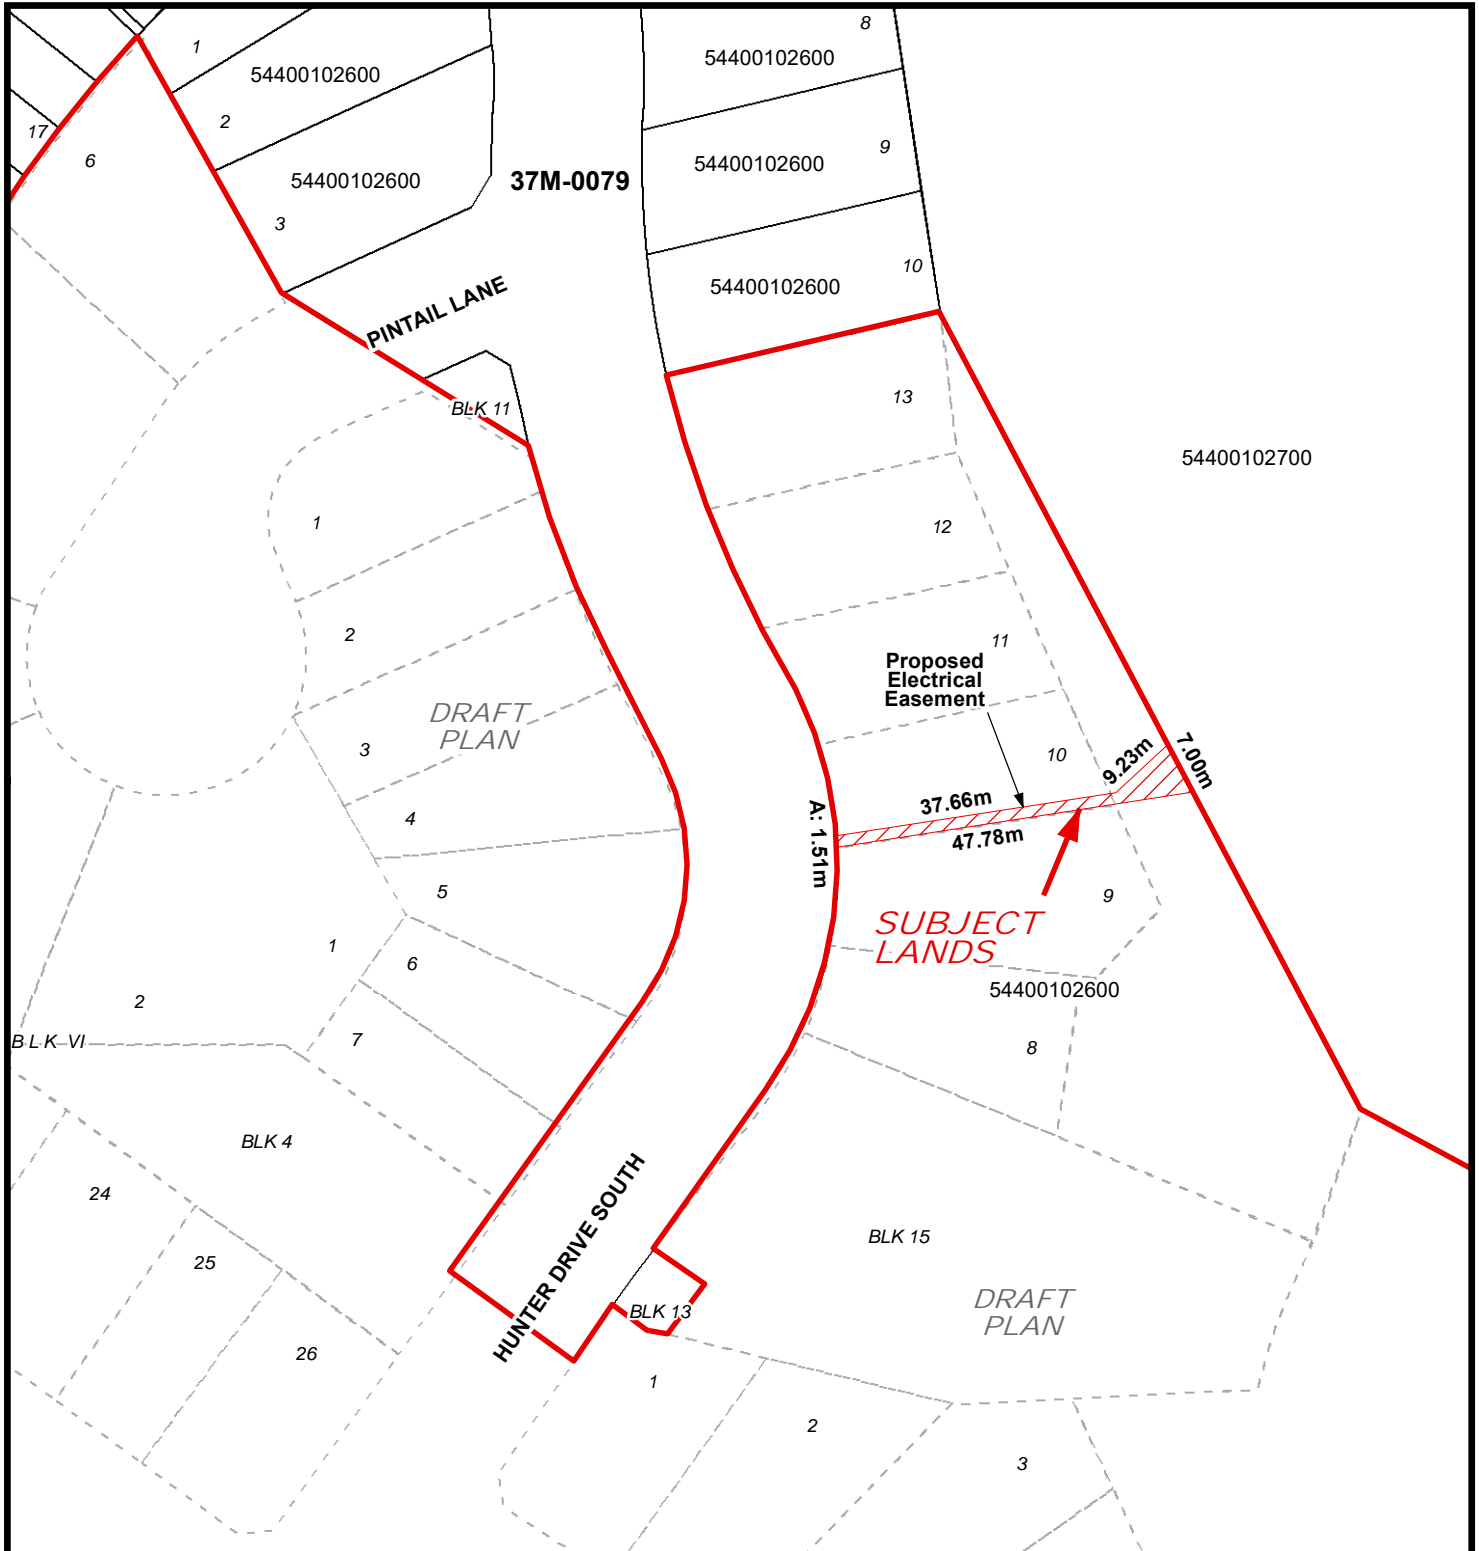 8
1
54400102600
54400102600
2
17
9
6
54400102600
54400102600
37M-0079
3
10
54400102600
PINTAIL LANE
13
BLK 11
54400102700
1
12
2
11
Proposed
Electrical
Easement
DRAFT
PLAN
3
10
9.23m
7.00m
37.66m
4
A: 1.51m
47.78m
5
9
SUBJECT
LANDS
1
6
54400102600
2
7
BLK VI
8
BLK 4
24
HUNTER DRIVE SOUTH
BLK 15
25
DRAFT
PLAN
BLK 13
26
1
2
3